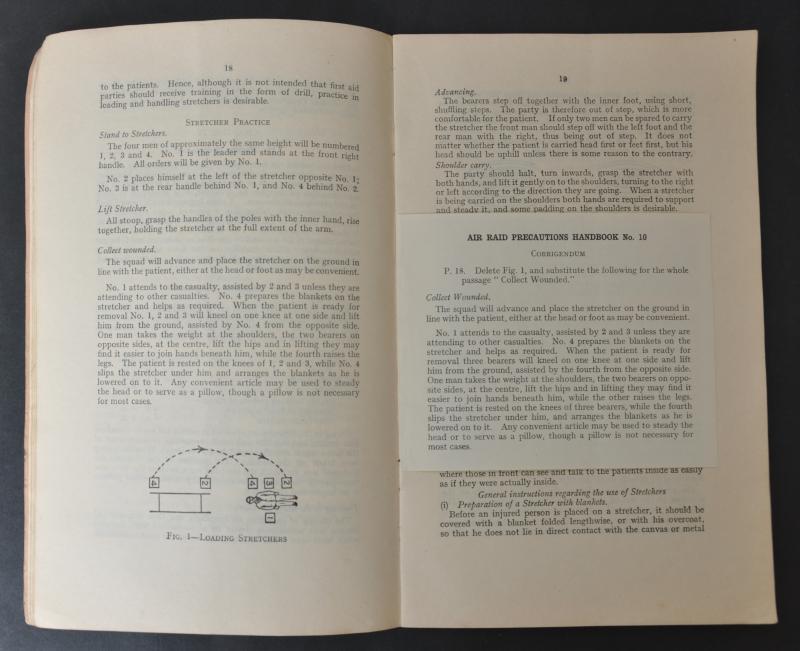 18
to the patients. Hence, although it is not intended that first aid
parties should receive training in the form of drill, practice in
loading and handling stretchers is desirable.
STRETCHER PRACTICE
Stand to Stretchers.
The four men of approximately the same height will be numbered
1, 2, 3 and 4. No. 1 is the leader and stands at the front right
handle. All orders will be given by No. 1.
No. 2 places himself at the left of the stretcher opposite No. 1;
No. 3 is at the rear handle behind No. 1, and No. 4 behind No. 2.
Lift Stretcher.
All stoop, grasp the handles of the poles with the inner hand, rise
together, holding the stretcher at the full extent of the arm.
Collect wounded.
The squad will advance and place the stretcher on the ground in
line with the patient, either at the head or foot as may be convenient.
No. 1 attends to the casualty, assisted by 2 and 3 unless they are
attending to other casualties. No. 4 prepares the blankets on the
stretcher and helps as required. When the patient is ready for
removal No. 1, 2 and 3 will kneel on one knee at one side and lift
him from the ground, assisted by No. 4 from the opposite side.
One man takes the weight at the shoulders, the two bearers on
opposite sides, at the centre, lift the hips and in lifting they may
find it easier to join hands beneath him, while the fourth raises the
legs. The patient is rested on the knees of 1, 2 and 3, while No. 4
slips the stretcher under him and arranges the blankets as he is
lowered on to it. Any convenient article may be used to steady
the head or to serve as a pillow, though a pillow is not necessary
for most cases.
4 2 4 3 2
1
FIG. 1—LOADING STRETCHERS
19
Advancing.
The bearers step off together with the inner foot, using short,
shuffling steps. The party is therefore out of step, which is more
comfortable for the patient. If only two men can be spared to carry
the stretcher the front man should step off with the left foot and the
rear man with the right, thus being out of step. It does not
matter whether the patient is carried head first or feet first, but his
head should be uphill unless there is some reason to the contrary.
Shoulder carry.
The party should halt, turn inwards, grasp the stretcher with
both hands, and lift it gently on to the shoulders, turning to the right
or left according to the direction they are going. When a stretcher
is being carried on the shoulders both hands are required to support
and steady it, and some padding on the shoulders is desirable.
AIR RAID PRECAUTIONS HANDBOOK No. 10
CORRIGENDUM
P. 18. Delete Fig. 1, and substitute the following for the whole
passage " Collect Wounded."
Collect Wounded.
The squad will advance and place the stretcher on the ground in
line with the patient, either at the head or foot as may be convenient.
No. 1 attends to the casualty, assisted by 2 and 3 unless they are
attending to other casualties. No. 4 prepares the blankets on the
stretcher and helps as required. When the patient is ready for
removal three bearers will kneel on one knee at one side and lift
him from the ground, assisted by the fourth from the opposite side.
One man takes the weight at the shoulders, the two bearers on oppo-
site sides, at the centre, lift the hips and in lifting they may find it
easier to join hands beneath him, while the other raises the legs.
The patient is rested on the knees of three bearers, while the fourth
slips the stretcher under him, and arranges the blankets as he is
lowered on to it. Any convenient article may be used to steady the
head or to serve as a pillow, though a pillow is not necessary for
most cases.
where those in front can see and talk to the patients inside as easily
as if they were actually inside.
General instructions regarding the use of Stretchers
(i) Preparation of a Stretcher with blankets.
Before an injured person is placed on a stretcher, it should be
covered with a blanket folded lengthwise, or with his overcoat,
so that he does not lie in direct contact with the canvas or metal